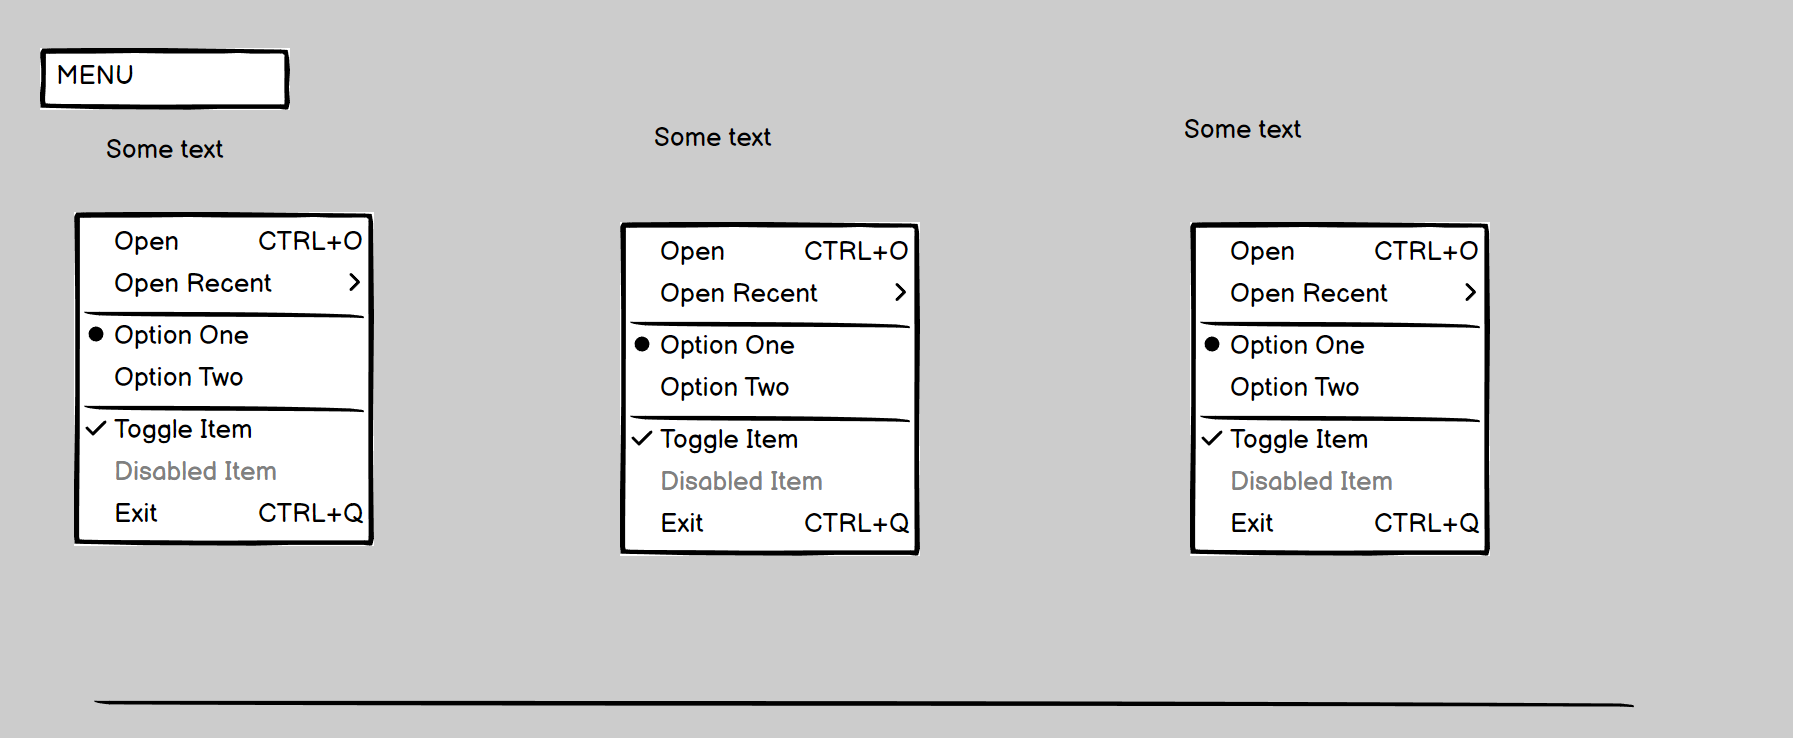 MENU
Some text
Some text
Some text
Open CTRL+O
Open Recent
Option One
Option Two
Toggle Item
Disabled Item
Exit CTRL+Q
Open CTRL+O
Open Recent
Option One
Option Two
Toggle Item
Disabled Item
Exit CTRL+Q
Open CTRL+O
Open Recent
Option One
Option Two
Toggle Item
Disabled Item
Exit CTRL+Q